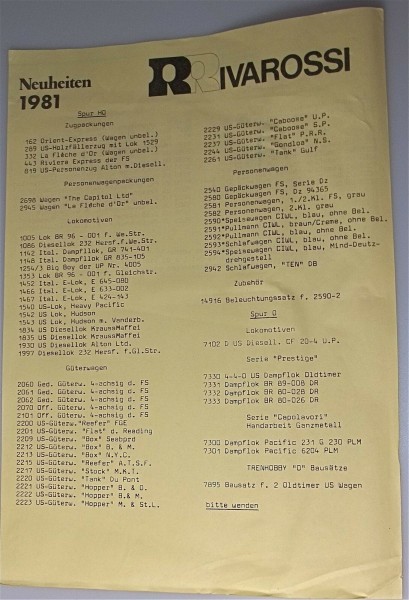 Neuheiten
1981
RIVAROSSI
Spur HO
Zugpackungen
162 Orient-Express (Wagen unbel.)
269 US-Holzfällerzug mit Lok 1529
332 La Flèche d'Or (Wagen unbel.)
443 Riviera Express der FS
819 US-Personenzug Alton m.Diesell.
Personenwagenpackungen
2698 Wagen "The Capitol Ltd"
2945 Wagen "La Flèche d'Or" unbel.
Lokomotiven
1005 Lok BR 96 - 001 f. We.Str.
1086 Diesellok 232 Hersf.f.We.Str.
1142 Ital. Dampflok, GR 741-401
1148 Ital. Dampflok GR 835-105
1254/3 Big Boy der UP Nr. 4005
1353 Lok BR 96 - 001 f. Gleichstr.
1452 Ital. E-Lok, E 645-080
1466 Ital. E-Lok, E 633-002
1467 Ital. E-Lok, E 424-143
1540 US-Lok, Heavy Pacific
1542 US Lok, Hudson
1543 US Lok, Hudson m. Vanderb.
1834 US Diesellok KraussMaffei
1835 US Diesellok KraussMaffei
1930 US Diesellok Alton Ltd.
1997 Diesellok 232 Hersf. f.Gl.Str.
Güterwagen
2060 Ged. Güterw. 4-achsig d. FS
2061 Ged. Güterw. 4-achsig d. FS
2062 Ged. Güterw. 4-achsig d. FS
2070 Off. Güterw. 4-achsig d. FS
2101 Off. Güterw. 4-achsig d. FS
2200 US-Güterw."Reefer" FGE
2201 US-Güterw. "Flat" d. Reading
2209 US-Güterw. "Box" Seabord
2212 US-Güterw. "Box" B. & M.
2213 US-Güterw. "Box" N.Y.C.
2215 US-Güterw. "Reefer" A.T.S.F.
2217 US-Güterw. "Stock" M.K.T.
2220 US-Güterw. "Tank" Du Pont
2221 US-Güterw. "Hopper" B. & O.
2222 US-Güterw. "Hopper" B.& M.
2223 US-Güterw. "Hopper" M. & St.L.
2229 US-Güterw. "Caboose" U.P.
2231 US-Güterw. "Caboose" S.P.
2237 US-Güterw. "Flat" P.R.R.
2244 US-Güterw. "Gondola" N.S.
2261 US-Güterw. "Tank" Gulf
Personenwagen
2540 Gepäckwagen FS, Serie Dz
2580 Gepäckwagen FS, Dz 94365
2581 Personenwagen, 1./2.Kl. FS, grau
2582 Personenwagen, 2.Kl. grau
2590*Speisewagen CIWL, blau, ohne Bel.
2591*Pullmann CIWL, braun/Creme, ohne Bel.
2592*Pullmann CIWL, blau, ohne Bel.
2593*Schlafwagen CIWL, blau, ohne Bel.
2594*Speisewagen CIWL, blau, Mind-Deutz-
drehgestell
2942 Schlafwagen, "TEN" DB
Zubehör
14916 Beleuchtungssatz f. 2590-2
Spur O
Lokomotiven
7102 D US Diesell. CF 20-4 U.P.
Serie "Prestige"
7330 4-4-0 US Dampflok Oldtimer
7331 Dampflok BR 89-008 DR
7332 Dampflok BR 80-028 DR
7333 Dampflok BR 80-026 DR
Serie "Capolavori"
Handarbeit Ganzmetall
7300 Dampflok Pacific 231 G 230 PLM
7301 Dampflok Pacific 6204 PLM
TRENHOBBY "O" Bausätze
7895 Bausatz f. 2 Oldtimer US Wagen
bitte wenden